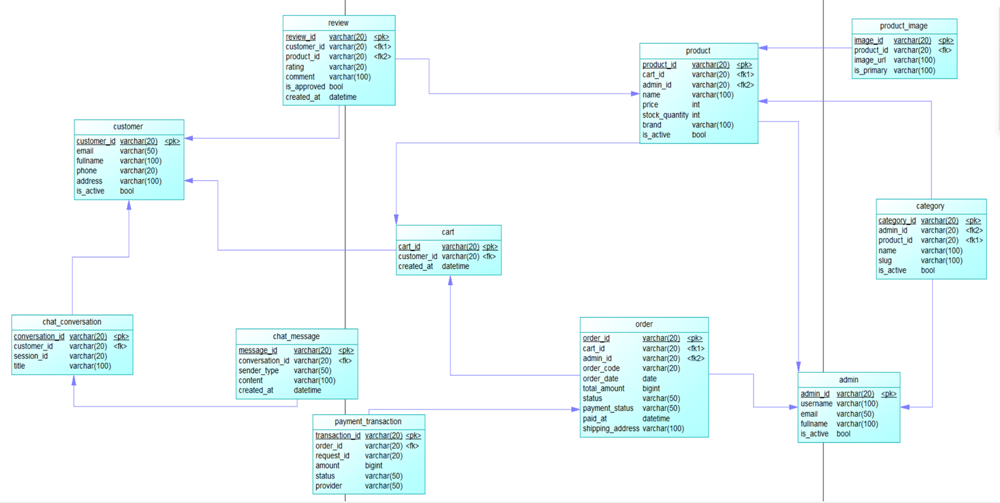 review
review_id varchar(20) <pk>
customer_id varchar(20) <fk1>
product_id varchar(20) <fk2>
rating varchar(20)
comment varchar(100)
is_approved bool
created_at datetime
product_image
image_id varchar(20) <pk>
product_id varchar(20) <fk>
image_url varchar(100)
is_primary varchar(100)
product
product_id varchar(20) <pk>
cart_id varchar(20) <fk1>
admin_id varchar(20) <fk2>
name varchar(100)
price int
stock_quantity int
brand varchar(100)
is_active bool
customer
customer_id varchar(20) <pk>
email varchar(50)
fullname varchar(100)
phone varchar(20)
address varchar(100)
is_active bool
category
category_id varchar(20) <pk>
admin_id varchar(20) <fk2>
product_id varchar(20) <fk1>
name varchar(100)
slug varchar(100)
is_active bool
cart
cart_id varchar(20) <pk>
customer_id varchar(20) <fk>
created_at datetime
chat_conversation
conversation_id varchar(20) <pk>
customer_id varchar(20) <fk>
session_id varchar(20)
title varchar(100)
chat_message
message_id varchar(20) <pk>
conversation_id varchar(20) <fk>
sender_type varchar(50)
content varchar(100)
created_at datetime
order
order_id varchar(20) <pk>
cart_id varchar(20) <fk1>
admin_id varchar(20) <fk2>
order_code varchar(20)
order_date date
total_amount bigint
status varchar(50)
payment_status varchar(50)
paid_at datetime
shipping_address varchar(100)
admin
admin_id varchar(20) <pk>
username varchar(100)
email varchar(50)
fullname varchar(100)
is_active bool
payment_transaction
transaction_id varchar(20) <pk>
order_id varchar(20) <fk>
request_id varchar(20)
amount bigint
status varchar(50)
provider varchar(50)